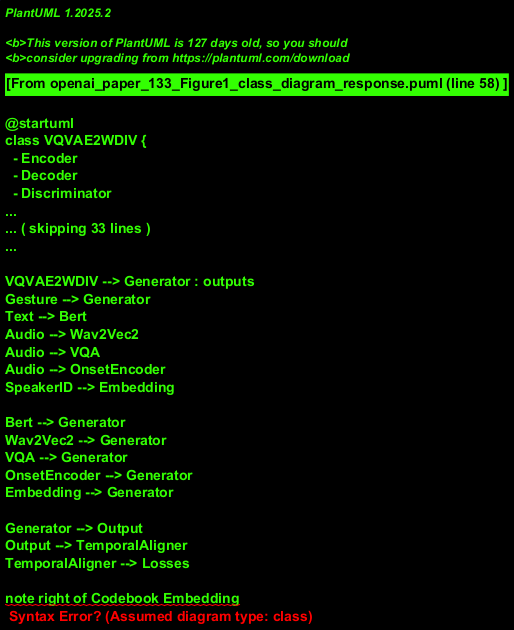 PlantUML 1.2025.2
<b>This version of PlantUML is 127 days old, so you should
<b>consider upgrading from https://plantuml.com/download
[From openai_paper_133_Figure1_class_diagram_response.puml (line 58) ]
@startuml
class VQVAE2WDIV {
- Encoder
- Decoder
- Discriminator
...
... ( skipping 33 lines )
...
VQVAE2WDIV --> Generator : outputs
Gesture --> Generator
Text --> Bert
Audio --> Wav2Vec2
Audio --> VQA
Audio --> OnsetEncoder
SpeakerID --> Embedding
Bert --> Generator
Wav2Vec2 --> Generator
VQA --> Generator
OnsetEncoder --> Generator
Embedding --> Generator
Generator --> Output
Output --> TemporalAligner
TemporalAligner --> Losses
note right of Codebook Embedding
Syntax Error? (Assumed diagram type: class)